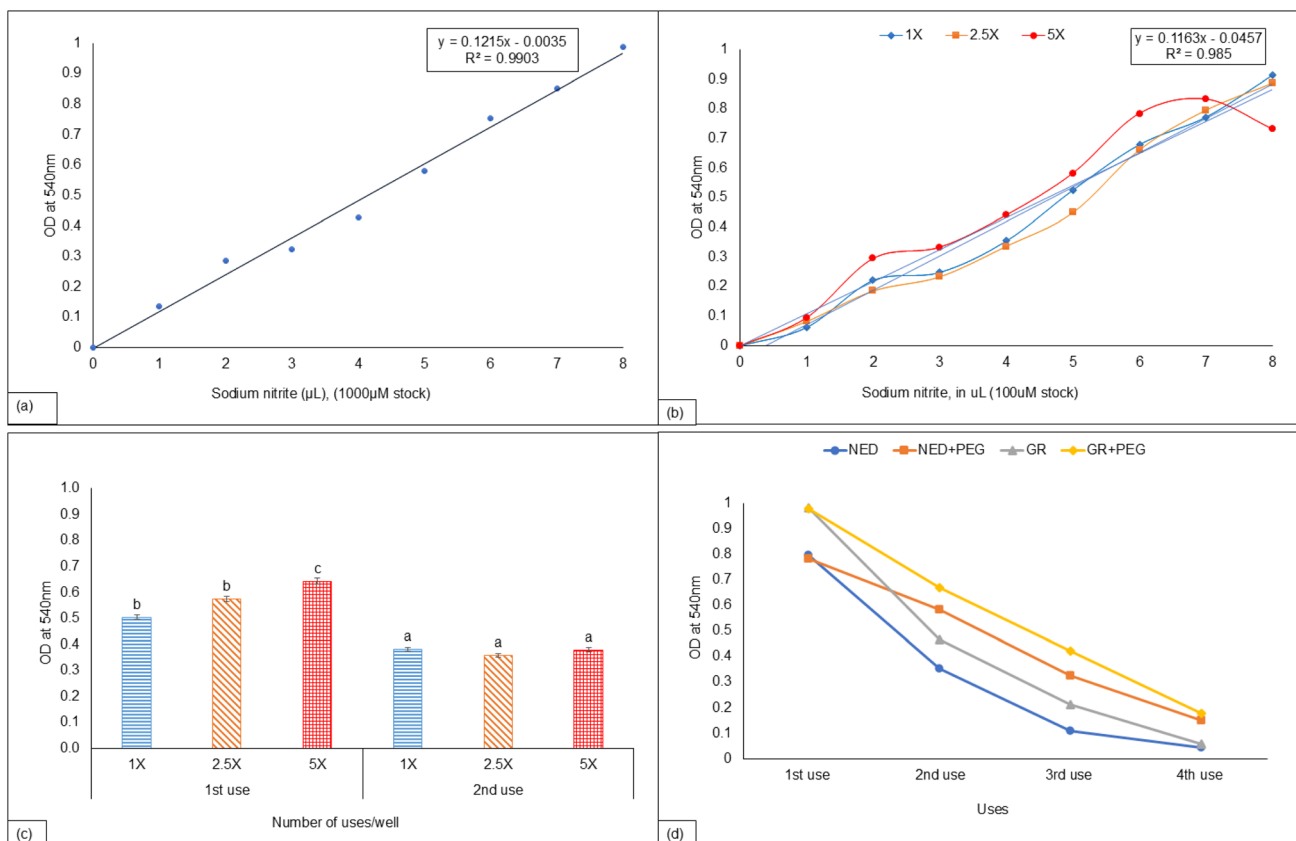 y = 0.1215x - 0.0035
R² = 0.9903
1
0.9
0.8
0.7
0.6
0.5
0.4
0.3
0.2
0.1
0
OD at 540nm
0 1 2 3 4 5 6 7 8
Sodium nitrite (µL), (1000µM stock)
(a)
1X 2.5X 5X
y = 0.1163x - 0.0457
R² = 0.985
1
0.9
0.8
0.7
0.6
0.5
0.4
0.3
0.2
0.1
0
OD at 540nm
0 1 2 3 4 5 6 7 8
Sodium nitrite, in uL (100uM stock)
(b)
1.0
0.9
0.8
0.7
0.6
0.5
0.4
0.3
0.2
0.1
0.0
OD at 540nm
b b c a a a
1X 2.5X 5X 1X 2.5X 5X
1st use 2nd use
Number of uses/well
(c)
NED NED+PEG GR GR+PEG
1
0.9
0.8
0.7
0.6
0.5
0.4
0.3
0.2
0.1
0
OD at 540nm
1st use 2nd use 3rd use 4th use
Uses
(d)